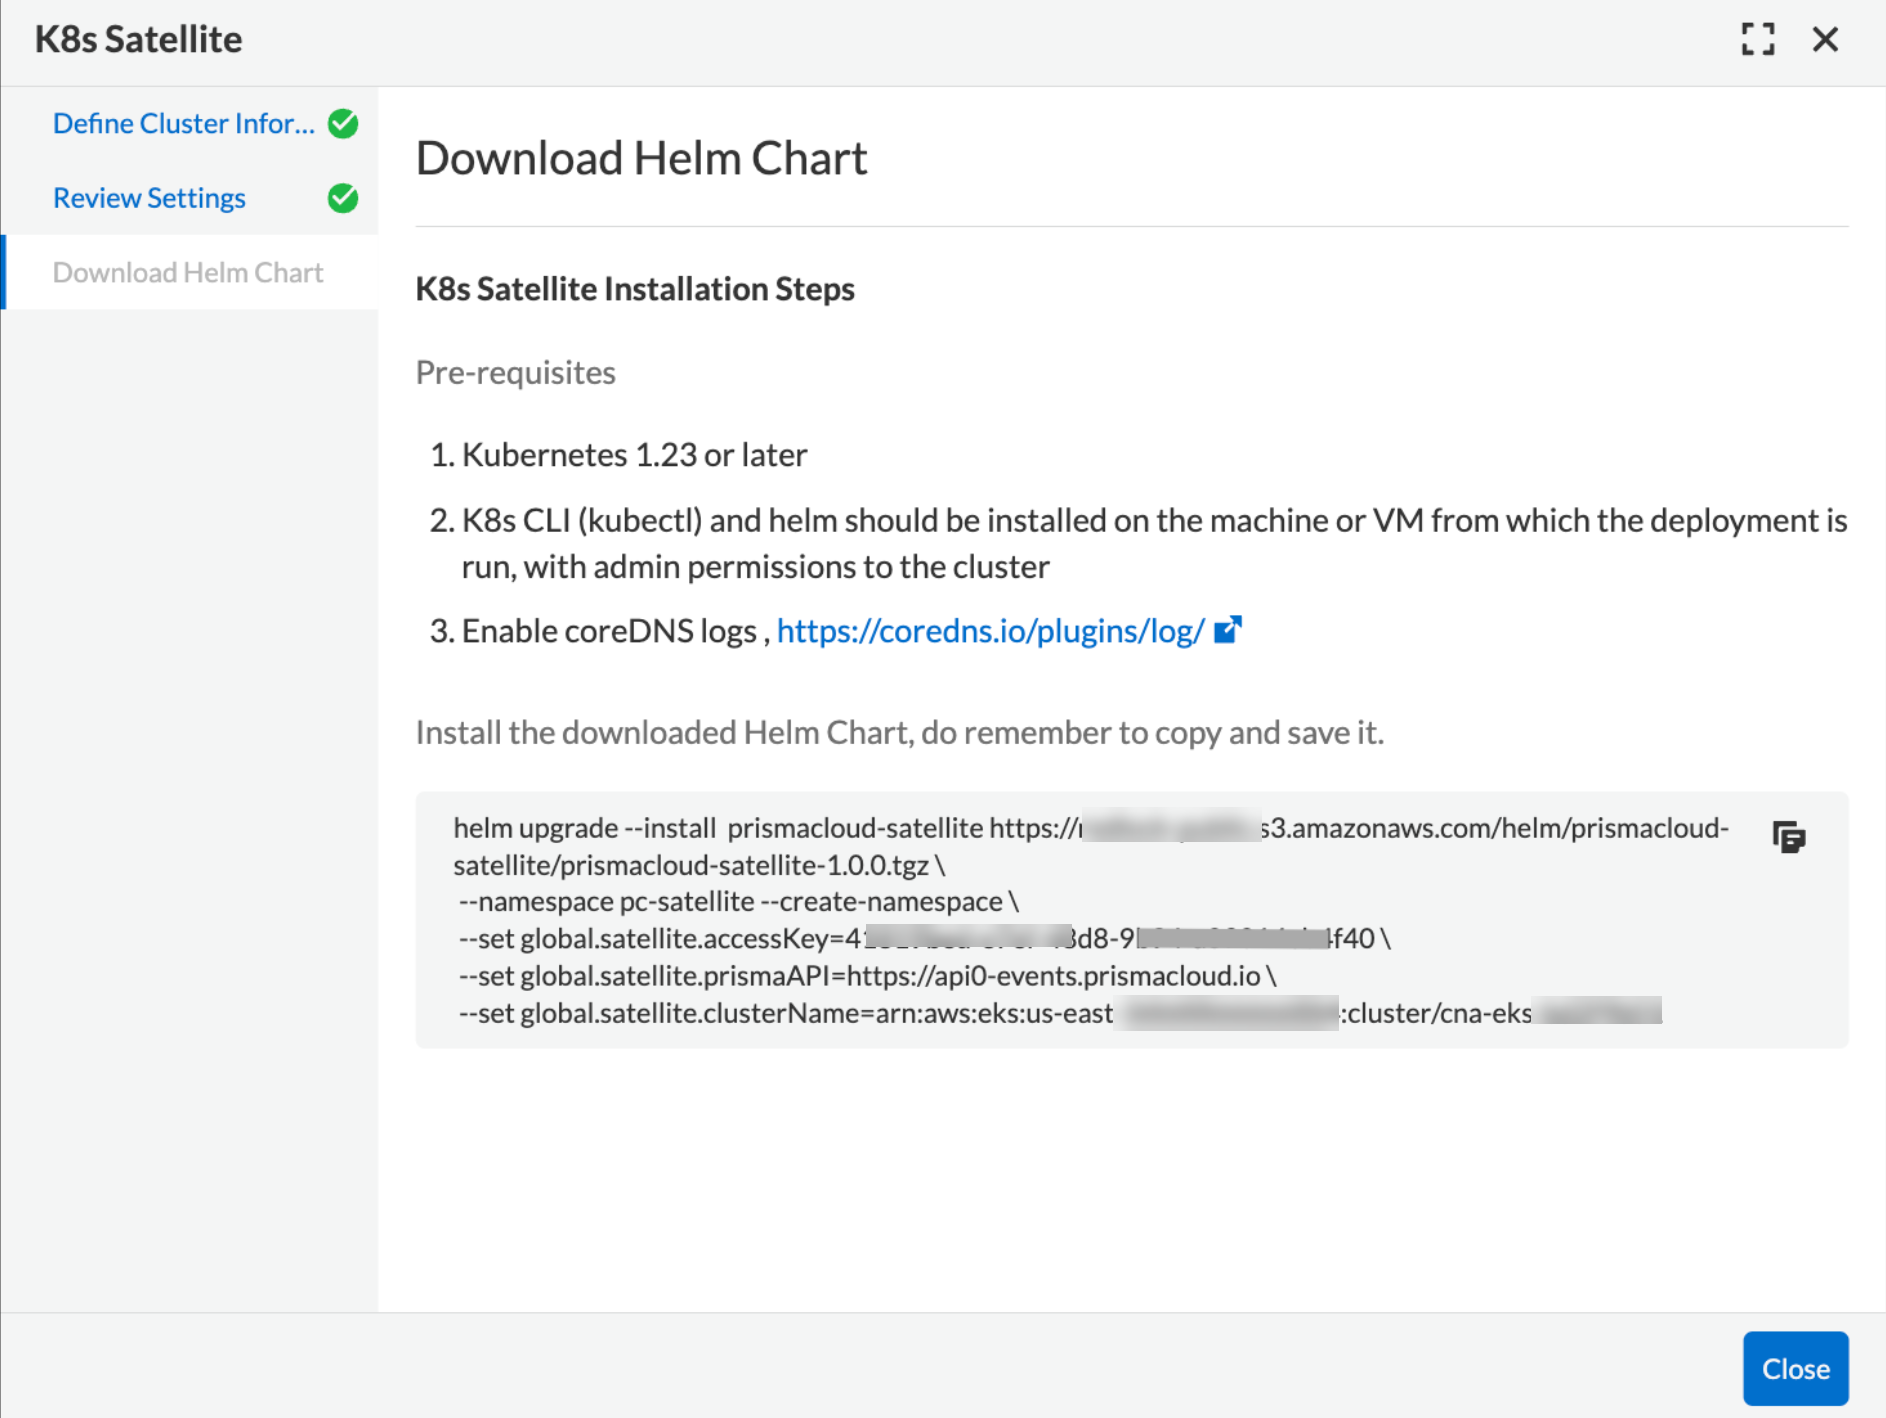 K8s Satellite
Define Cluster Infor...
Review Settings
Download Helm Chart
Download Helm Chart
K8s Satellite Installation Steps
Pre-requisites
1. Kubernetes 1.23 or later
2. K8s CLI (kubectl) and helm should be installed on the machine or VM from which the deployment is
run, with admin permissions to the cluster
3. Enable coreDNS logs , https://coredns.io/plugins/log/
Install the downloaded Helm Chart, do remember to copy and save it.
helm upgrade --install prismacloud-satellite https:// s3.amazonaws.com/helm/prismacloud-
satellite/prismacloud-satellite-1.0.0.tgz \
--namespace pc-satellite --create-namespace \
--set global.satellite.accessKey=4 d8-9 f40 \
--set global.satellite.prismaAPI=https://api0-events.prismacloud.io \
--set global.satellite.clusterName=arn:aws:eks:us-east :cluster/cna-eks
Close